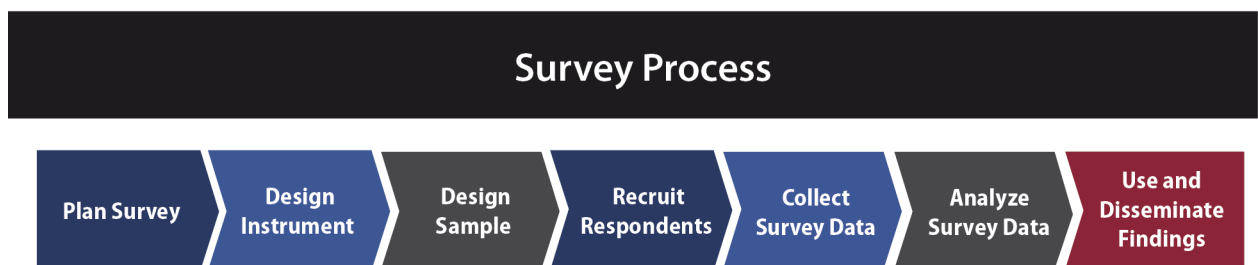 Survey Process
Plan Survey
Design
Instrument
Design
Sample
Recruit
Respondents
Collect
Survey Data
Analyze
Survey Data
Use and
Disseminate
Findings